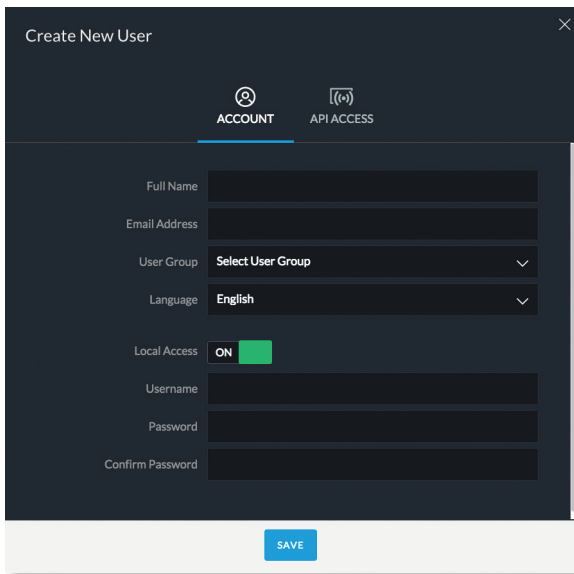 Create New User
ACCOUNT
API ACCESS
Full Name
Email Address
User Group Select User Group
Language English
Local Access ON
Username
Password
Confirm Password
SAVE